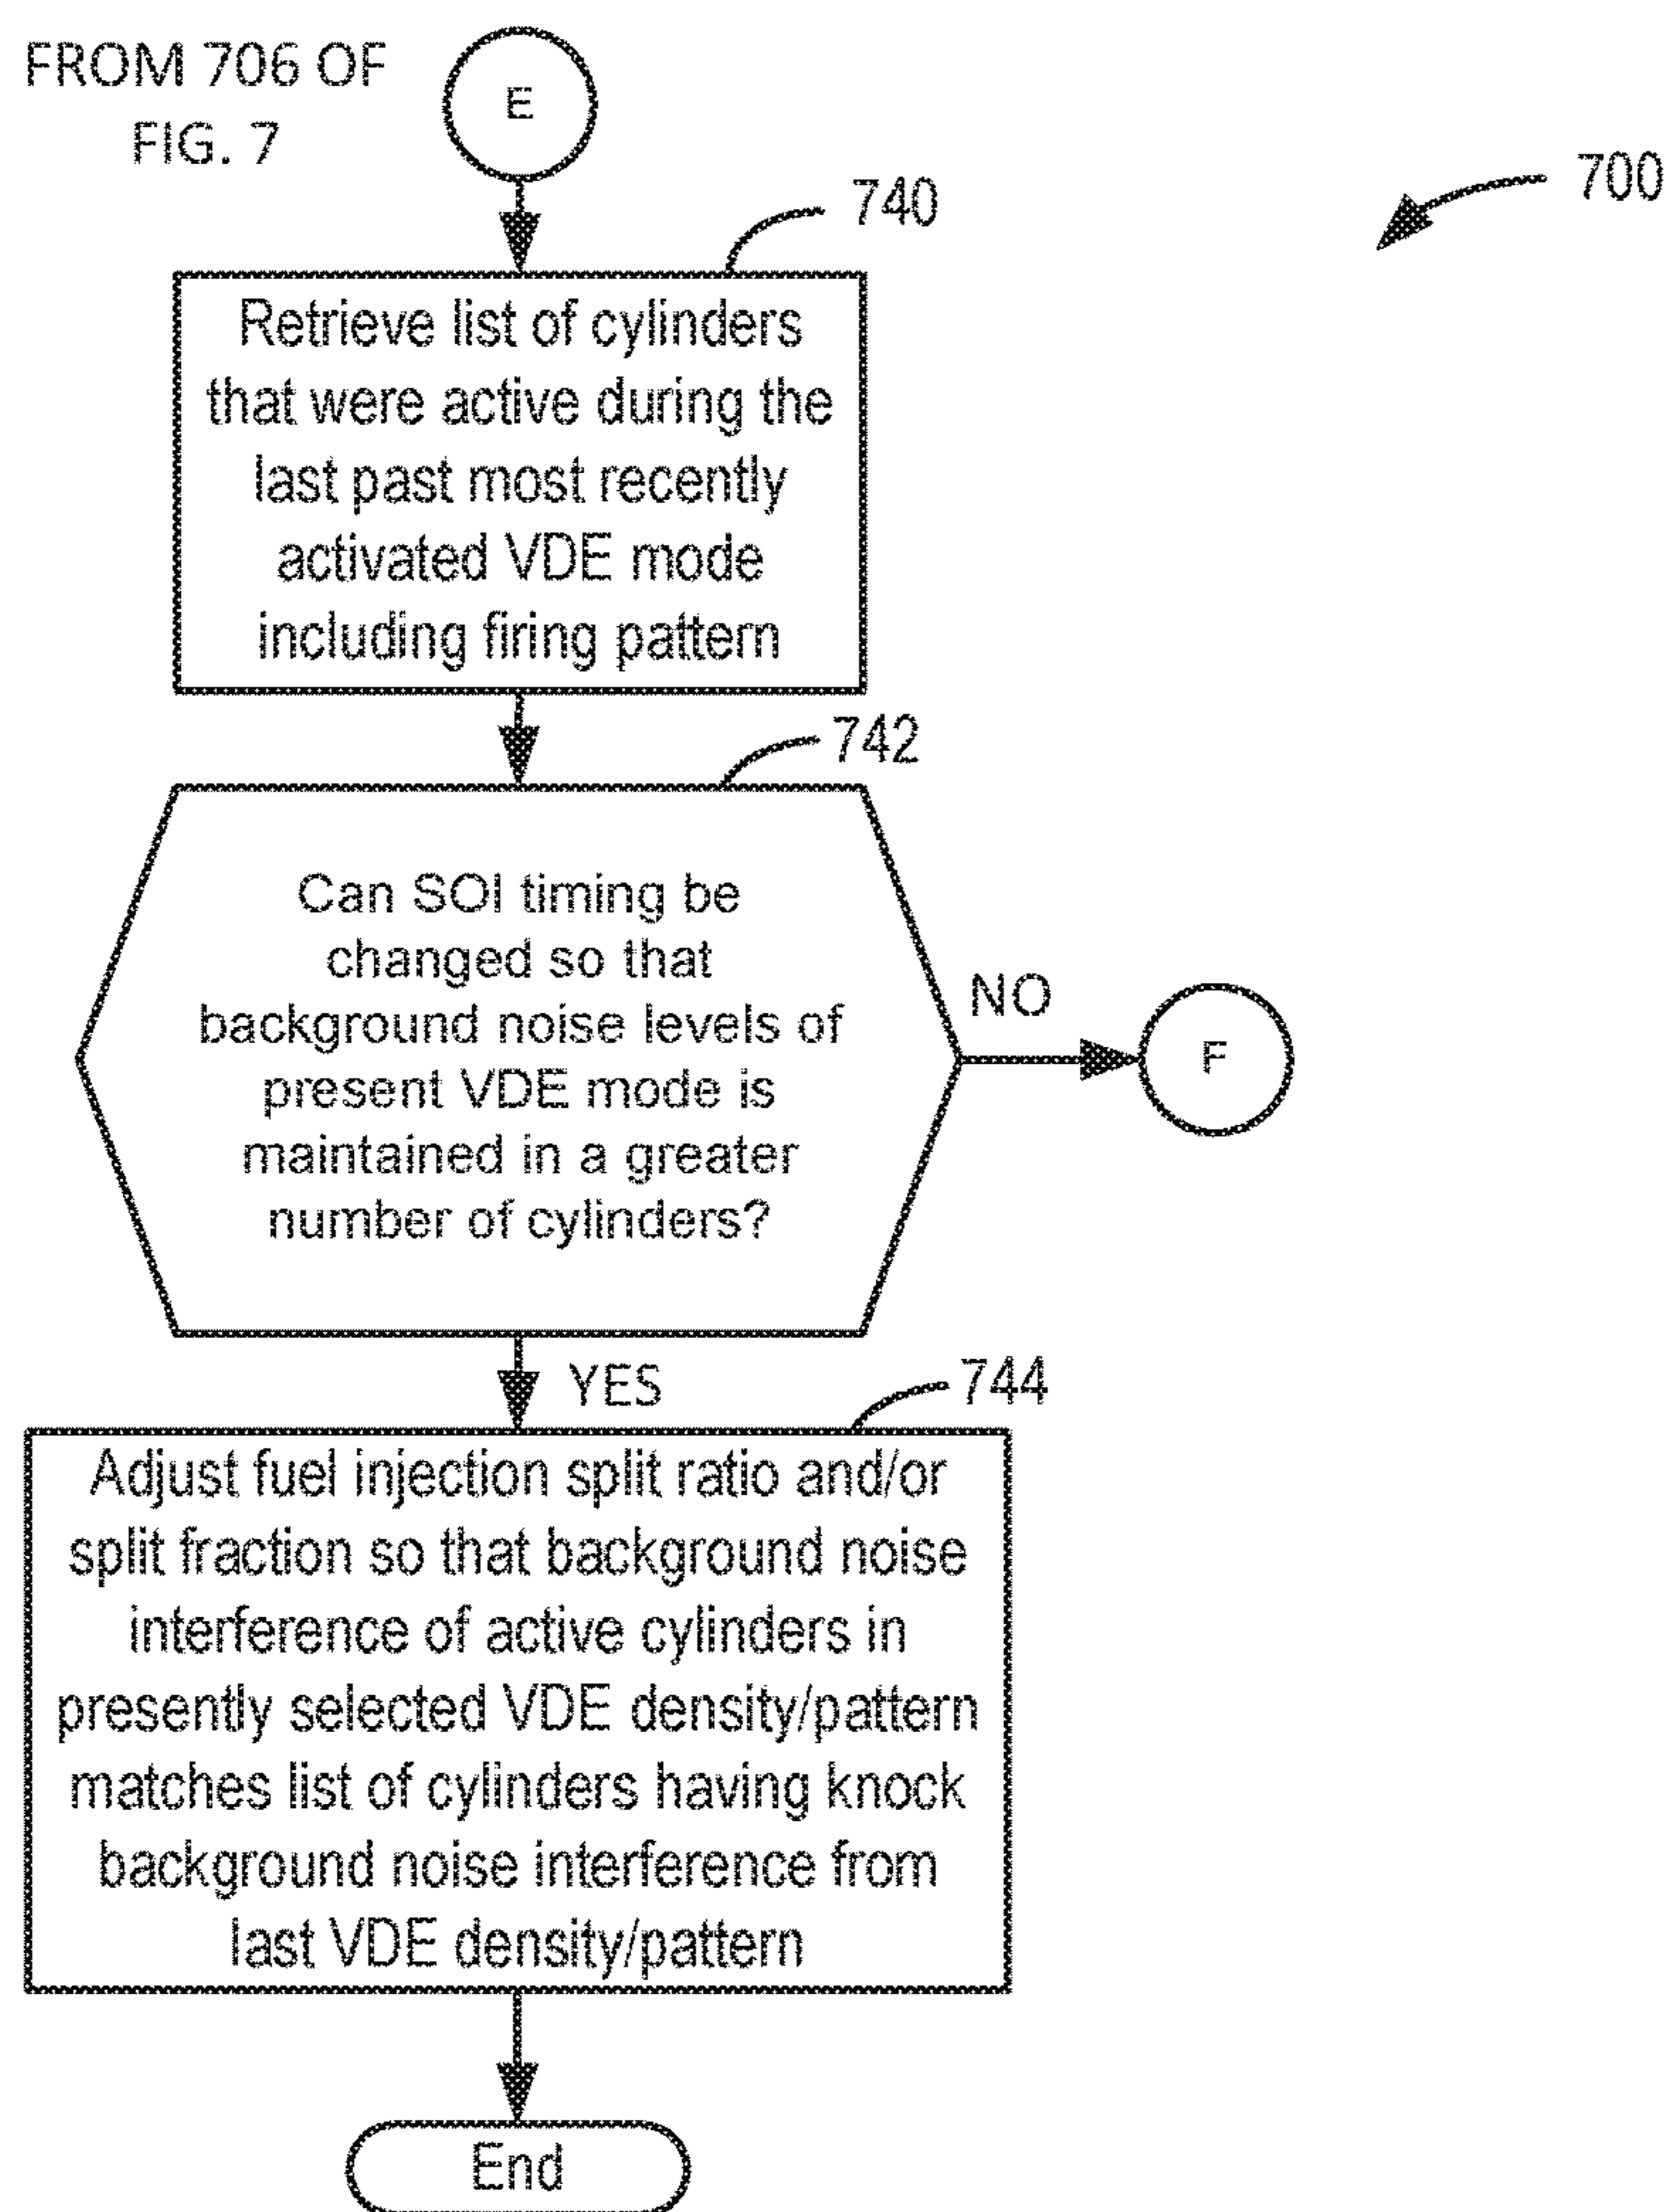 FROM 706 OF
FIG. 7
E
700
740
Retrieve list of cylinders
that were active during the
last past most recently
activated VDE mode
including firing pattern
742
Can SOI timing be
changed so that
background noise levels of
present VDE mode is
maintained in a greater
number of cylinders?
NO
F
YES
744
Adjust fuel injection split ratio and/or
split fraction so that background noise
interference of active cylinders in
presently selected VDE density/pattern
matches list of cylinders having knock
background noise interference from
last VDE density/pattern
End